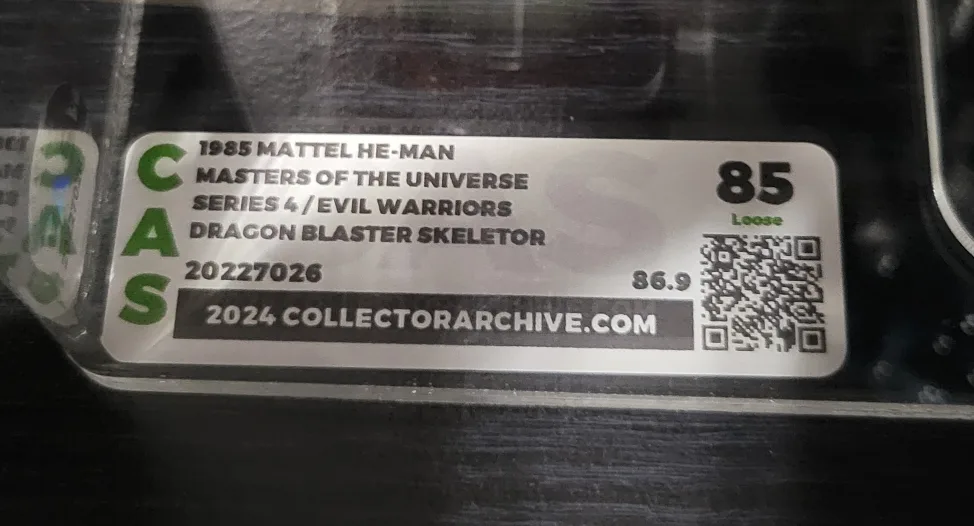 CAS
1985 MATTEL HE-MAN
MASTERS OF THE UNIVERSE
SERIES 4 / EVIL WARRIORS
DRAGON BLASTER SKELETOR
20227026
86.9
85
Loose
2024 COLLECTORARCHIVE.COM